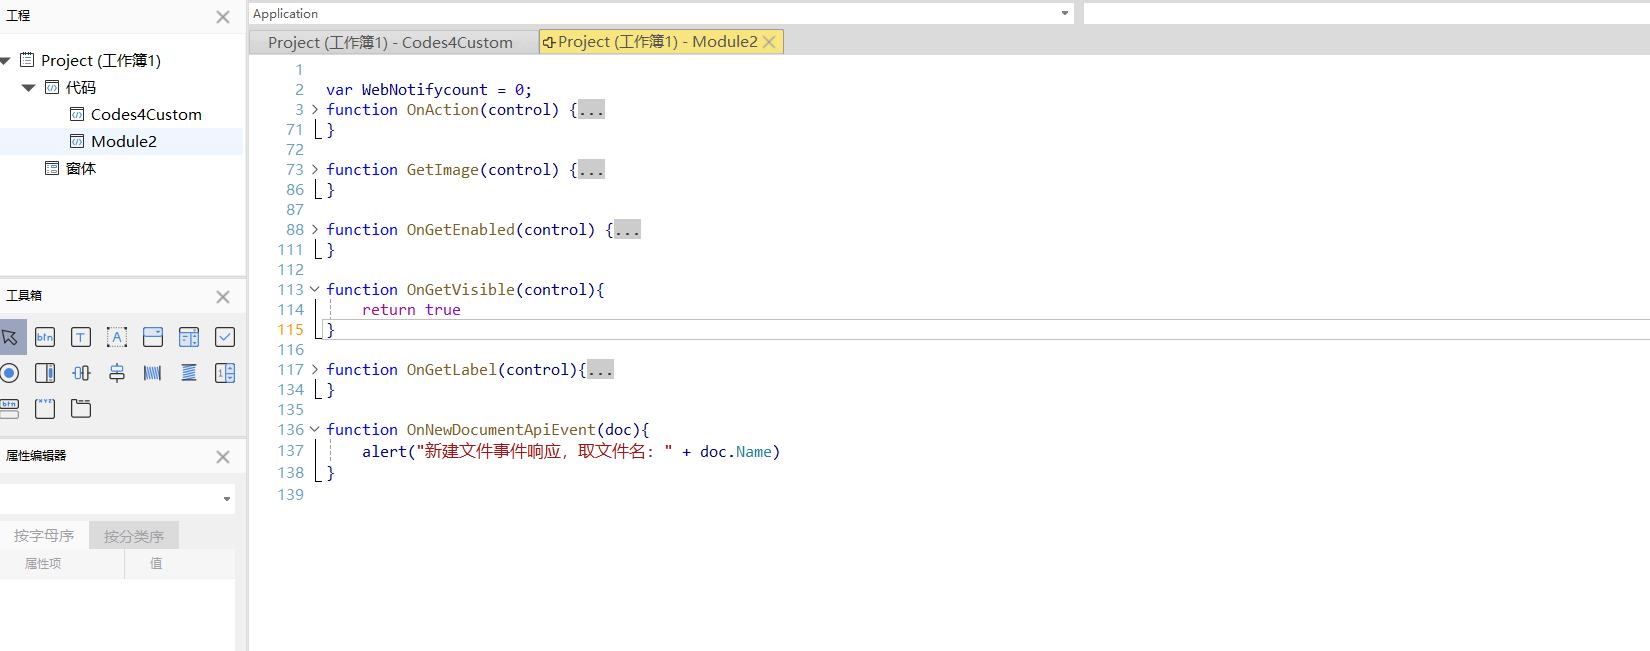 工程
Project (工作簿1)
代码
Codes4Custom
Module2
窗体
工具箱
btn
T
A
1
btn
XYZ
属性编辑器
按字母序 按分类序
属性项 值
Application
Project (工作簿1) - Codes4Custom Project (工作簿1) - Module2
1
2 var WebNotifycount = 0;
3 function OnAction(control) {...
71 }
72
73 function GetImage(control) {...
86 }
87
88 function OnGetEnabled(control) {...
111 }
112
113 function OnGetVisible(control){
114 return true
115 }
116
117 function OnGetLabel(control){...
134 }
135
136 function OnNewDocumentApiEvent(doc){
137 alert("新建文件事件响应，取文件名：" + doc.Name)
138 }
139